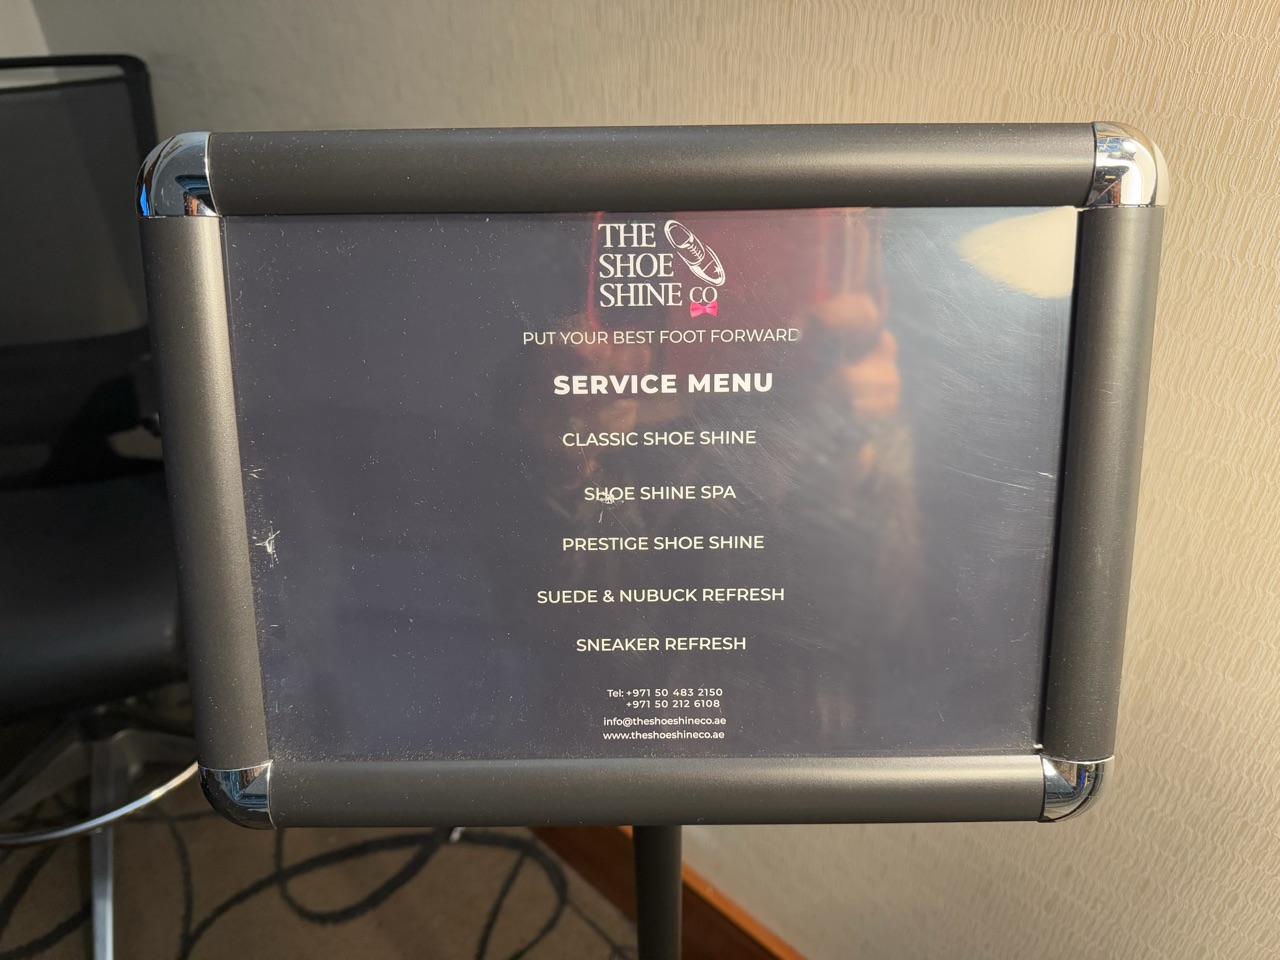 THE
SHOE
SHINE CO
PUT YOUR BEST FOOT FORWARD
SERVICE MENU
CLASSIC SHOE SHINE
SHOE SHINE SPA
PRESTIGE SHOE SHINE
SUEDE & NUBUCK REFRESH
SNEAKER REFRESH
Tel: +971 50 483 2150
+971 50 212 6108
info@theshoeshineco.ae
www.theshoeshineco.ae